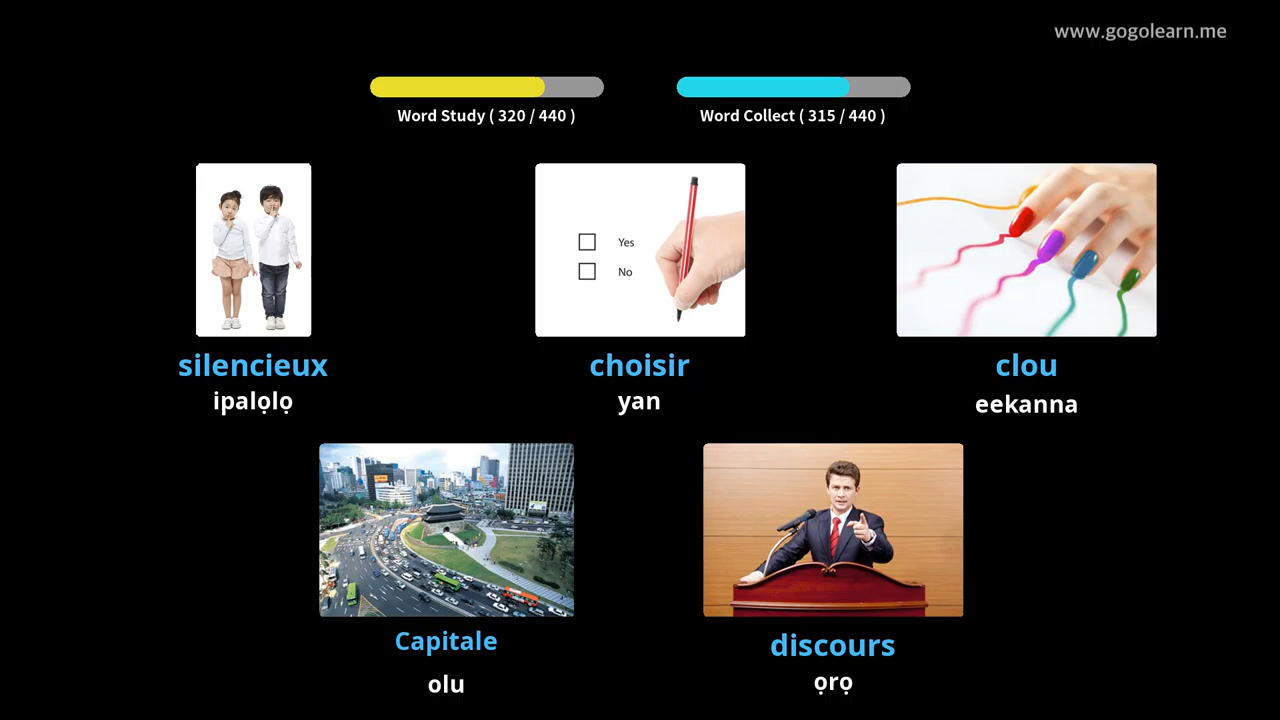 www.gogolearn.me
Word Study ( 320 / 440 )
Word Collect ( 315 / 440 )
Yes
No
silencieux
ipalọlọ
choisir
yan
clou
eekanna
Capitale
olu
discours
ọrọ